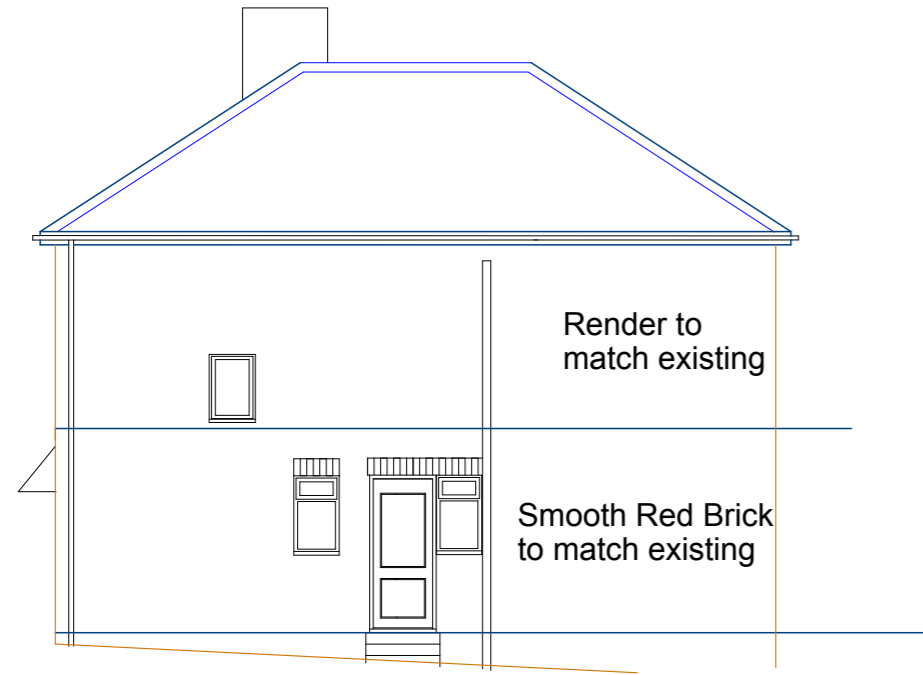 Render to
match existing
Smooth Red Brick
to match existing